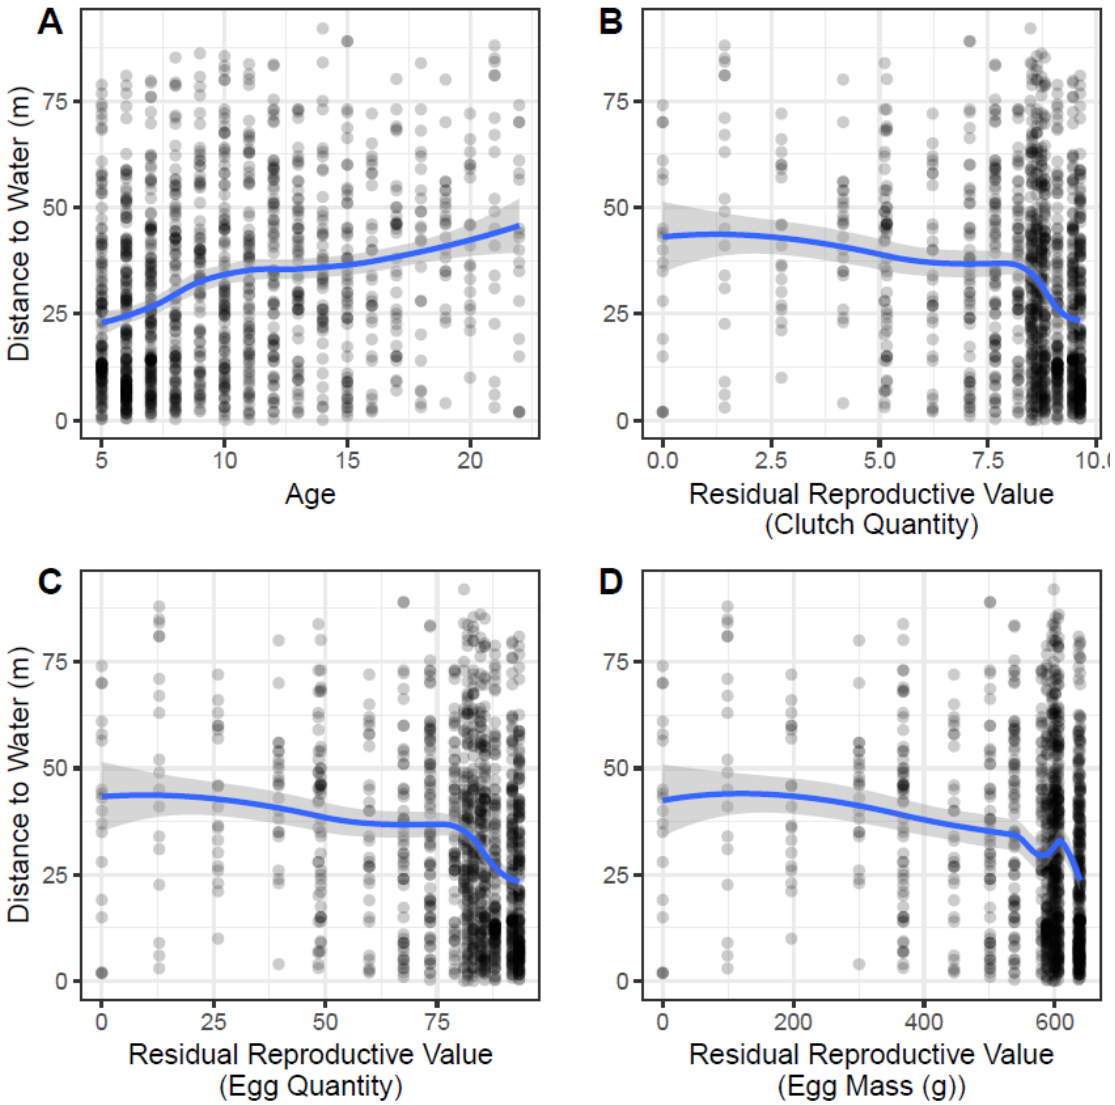 A
Distance to Water (m)
75
50
25
0
5
10
15
20
Age
B
75
50
25
0
0.0
2.5
5.0
7.5
10.0
Residual Reproductive Value
(Clutch Quantity)
C
Distance to Water (m)
75
50
25
0
0
25
50
75
Residual Reproductive Value
(Egg Quantity)
D
75
50
25
0
0
200
400
600
Residual Reproductive Value
(Egg Mass (g))